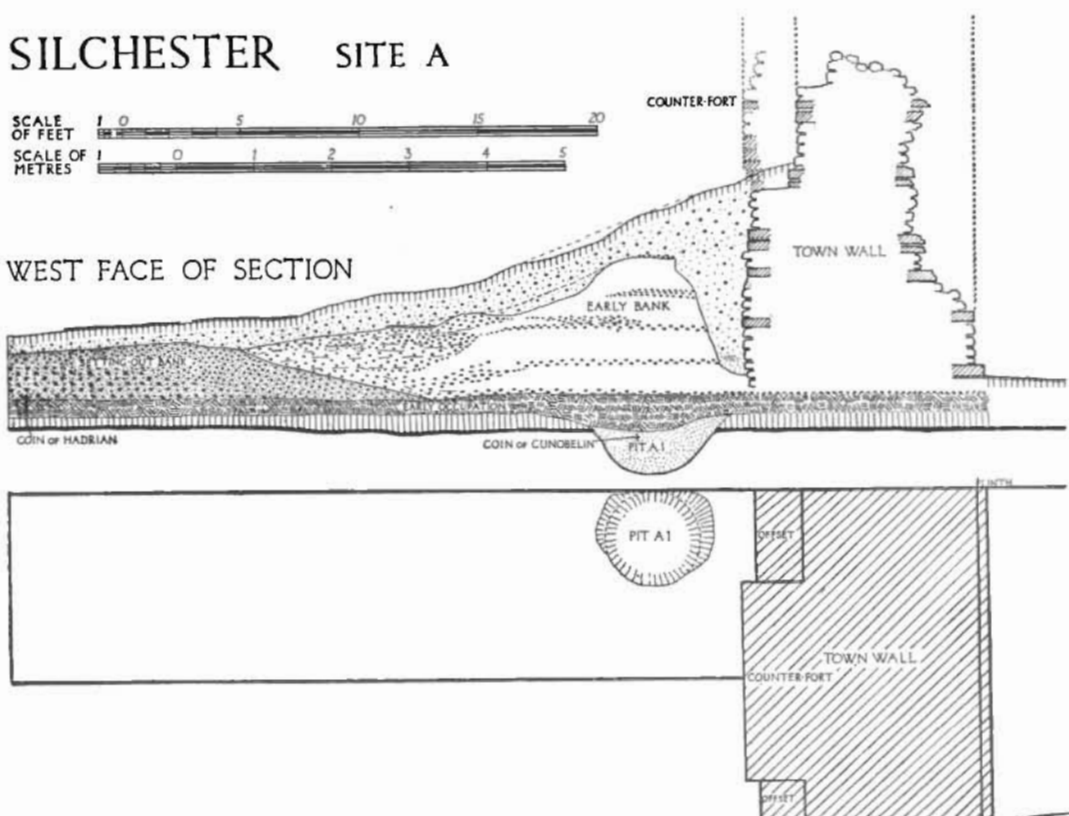 SILCHESTER SITE A
SCALE OF FEET
1 0 5 10 15 20
SCALE OF METRES
1 0 1 2 3 4 5
COUNTER-FORT
TOWN WALL
WEST FACE OF SECTION
EARLY BANK
EARLY OCCUPATION
COIN OF HADRIAN
COIN OF CUNOBELIN
PIT A1
PLINTH
PIT A1
OFFSET
TOWN WALL
COUNTER-FORT
OFFSET